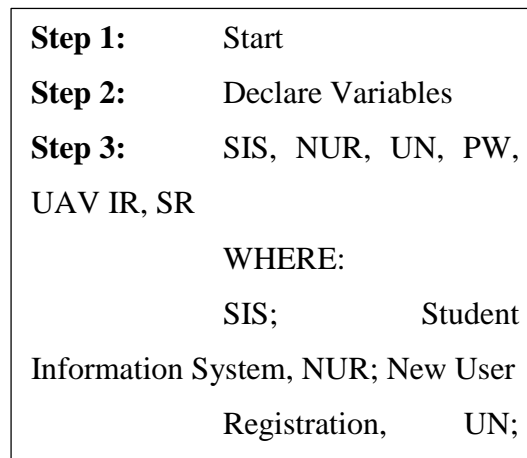 Step 1: Start
Step 2: Declare Variables
Step 3: SIS, NUR, UN, PW,
UAV IR, SR
WHERE:
SIS; Student
Information System, NUR; New User
Registration, UN;